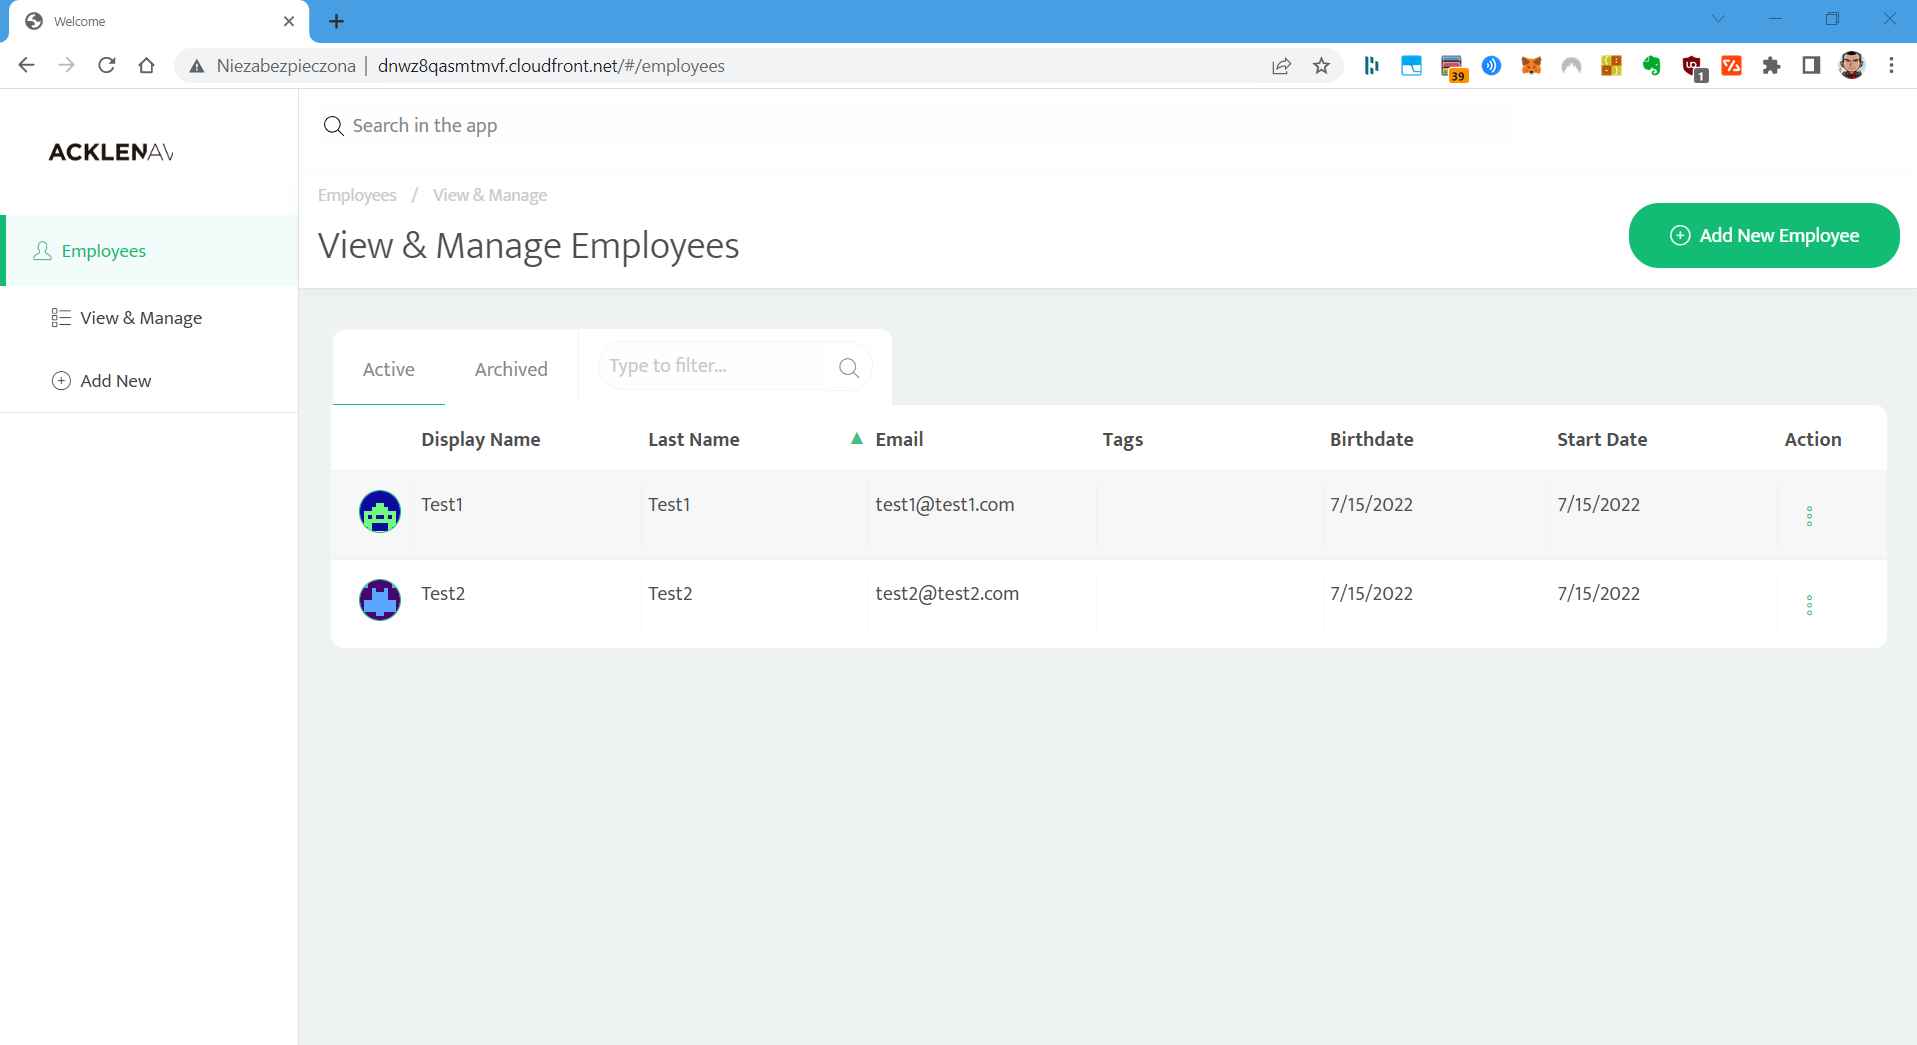 Welcome
Niezabezpieczona | dnwz8qasmtmvf.cloudfront.net/#/employees
39
1
ACKLENAV
Search in the app
Employees / View & Manage
View & Manage Employees
Add New Employee
Employees
View & Manage
Add New
Active Archived Type to filter...
Display Name Last Name ▲ Email Tags Birthdate Start Date Action
Test1 Test1 test1@test1.com 7/15/2022 7/15/2022
Test2 Test2 test2@test2.com 7/15/2022 7/15/2022